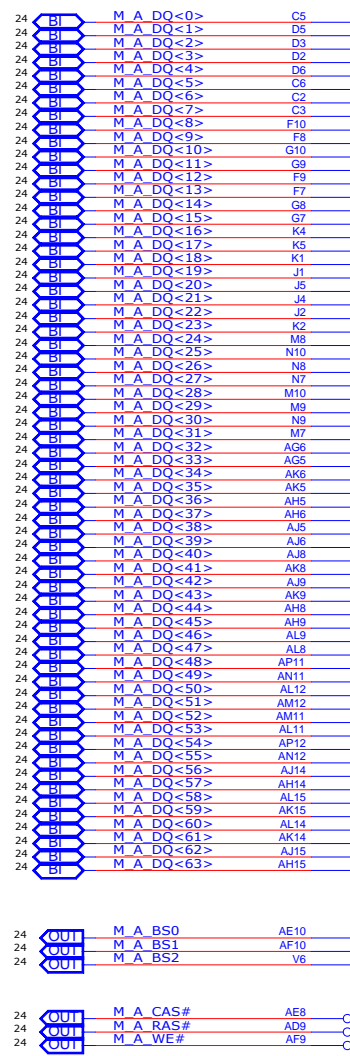 24 BI M_A_DQ<0> C5
24 BI M_A_DQ<1> D5
24 BI M_A_DQ<2> D3
24 BI M_A_DQ<3> D2
24 BI M_A_DQ<4> D6
24 BI M_A_DQ<5> C6
24 BI M_A_DQ<6> C2
24 BI M_A_DQ<7> C3
24 BI M_A_DQ<8> F10
24 BI M_A_DQ<9> F8
24 BI M_A_DQ<10> G10
24 BI M_A_DQ<11> G9
24 BI M_A_DQ<12> F9
24 BI M_A_DQ<13> F7
24 BI M_A_DQ<14> G8
24 BI M_A_DQ<15> G7
24 BI M_A_DQ<16> K4
24 BI M_A_DQ<17> K5
24 BI M_A_DQ<18> K1
24 BI M_A_DQ<19> J1
24 BI M_A_DQ<20> J5
24 BI M_A_DQ<21> J4
24 BI M_A_DQ<22> J2
24 BI M_A_DQ<23> K2
24 BI M_A_DQ<24> M8
24 BI M_A_DQ<25> N10
24 BI M_A_DQ<26> N8
24 BI M_A_DQ<27> N7
24 BI M_A_DQ<28> M10
24 BI M_A_DQ<29> M9
24 BI M_A_DQ<30> N9
24 BI M_A_DQ<31> M7
24 BI M_A_DQ<32> AG6
24 BI M_A_DQ<33> AG5
24 BI M_A_DQ<34> AK6
24 BI M_A_DQ<35> AK5
24 BI M_A_DQ<36> AH5
24 BI M_A_DQ<37> AH6
24 BI M_A_DQ<38> AJ5
24 BI M_A_DQ<39> AJ6
24 BI M_A_DQ<40> AJ8
24 BI M_A_DQ<41> AK8
24 BI M_A_DQ<42> AJ9
24 BI M_A_DQ<43> AK9
24 BI M_A_DQ<44> AH8
24 BI M_A_DQ<45> AH9
24 BI M_A_DQ<46> AL9
24 BI M_A_DQ<47> AL8
24 BI M_A_DQ<48> AP11
24 BI M_A_DQ<49> AN11
24 BI M_A_DQ<50> AL12
24 BI M_A_DQ<51> AM12
24 BI M_A_DQ<52> AM11
24 BI M_A_DQ<53> AL11
24 BI M_A_DQ<54> AP12
24 BI M_A_DQ<55> AN12
24 BI M_A_DQ<56> AJ14
24 BI M_A_DQ<57> AH14
24 BI M_A_DQ<58> AL15
24 BI M_A_DQ<59> AK15
24 BI M_A_DQ<60> AL14
24 BI M_A_DQ<61> AK14
24 BI M_A_DQ<62> AJ15
24 BI M_A_DQ<63> AH15
24 OUT M_A_BS0 AE10
24 OUT M_A_BS1 AF10
24 OUT M_A_BS2 V6
24 OUT M_A_CAS# AE8
24 OUT M_A_RAS# AD9
24 OUT M_A_WE# AF9